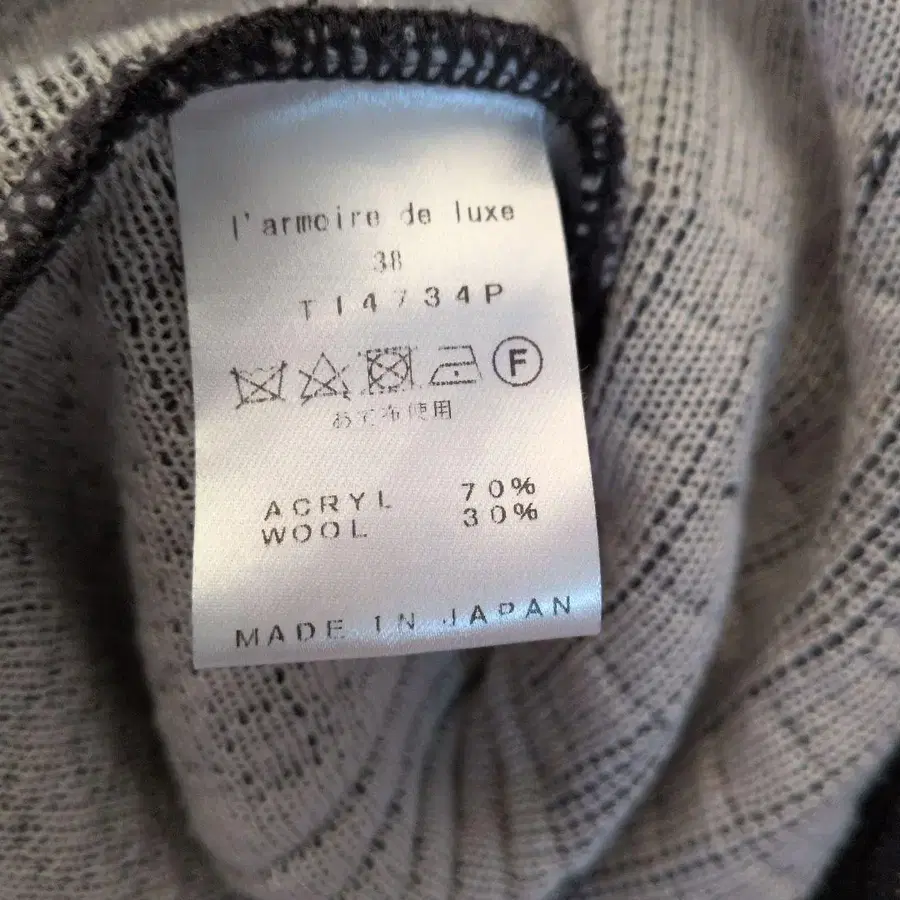 l'armoire de luxe
38
T14734P
F
あて布使用
ACRYL 70%
WOOL 30%
MADE IN JAPAN